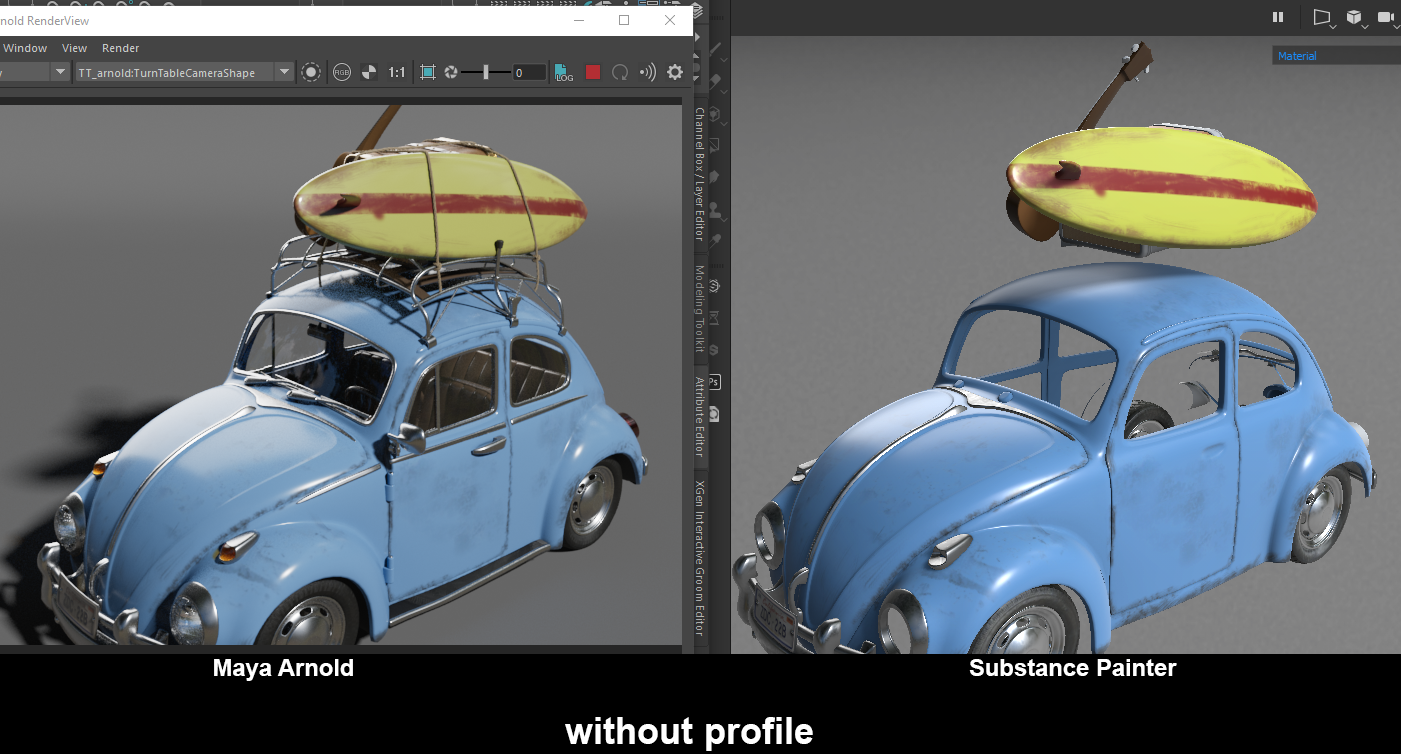 nold RenderView
Window View Render
TT_arnold:TurnTableCameraShape
RGB
1:1
0
LOG
Channel Box / Layer Editor
Modeling Toolkit
Attribute Editor
XGen Interactive Groom Editor
Ps
Material
Maya Arnold
Substance Painter
without profile